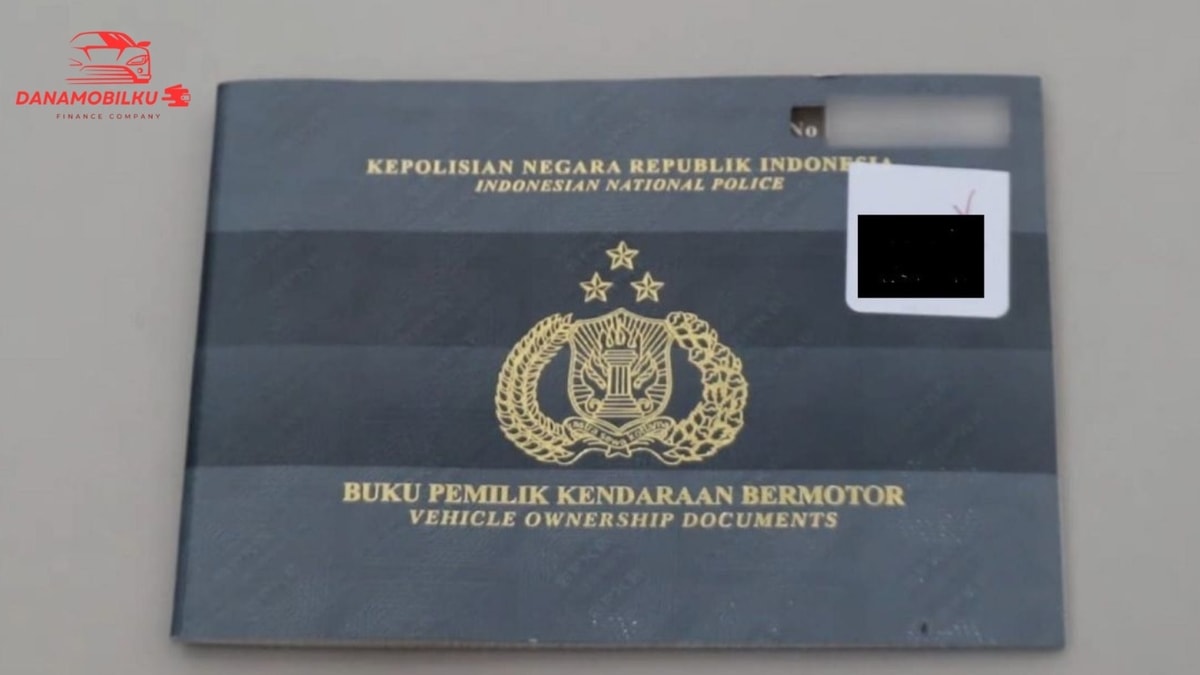 DANAMOBILKU
FINANCE COMPANY
No
KEPOLISIAN NEGARA REPUBLIK INDONESIA
INDONESIAN NATIONAL POLICE
BUKU PEMILIK KENDARAAN BERMOTOR
VEHICLE OWNERSHIP DOCUMENTS